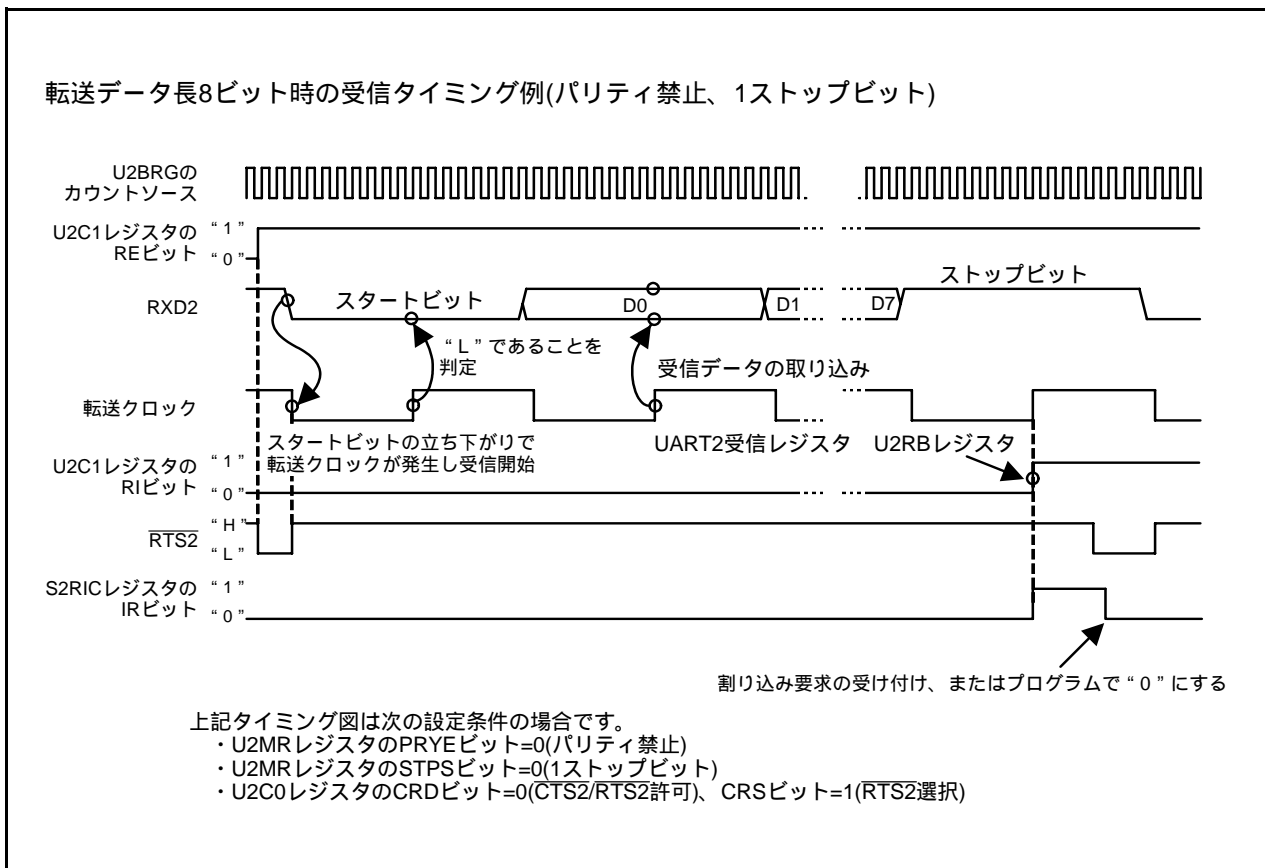 転送データ長8ビット時の受信タイミング例(パリティ禁止、1ストップビット)
U2BRGの
カウントソース
U2C1レジスタの
REビット
“1”
“0”
RXD2
スタートビット
D0
D1
D7
ストップビット
“L”であることを
判定
受信データの取り込み
転送クロック
スタートビットの立ち下がりで
転送クロックが発生し受信開始
UART2受信レジスタ
U2RBレジスタ
U2C1レジスタの
RIビット
“1”
“0”
RTS2
“H”
“L”
S2RICレジスタの
IRビット
“1”
“0”
割り込み要求の受け付け、またはプログラムで“0”にする
上記タイミング図は次の設定条件の場合です。
・U2MRレジスタのPRYEビット=0(パリティ禁止)
・U2MRレジスタのSTPSビット=0(1ストップビット)
・U2C0レジスタのCRDビット=0(CTS2/RTS2許可)、CRSビット=1(RTS2選択)